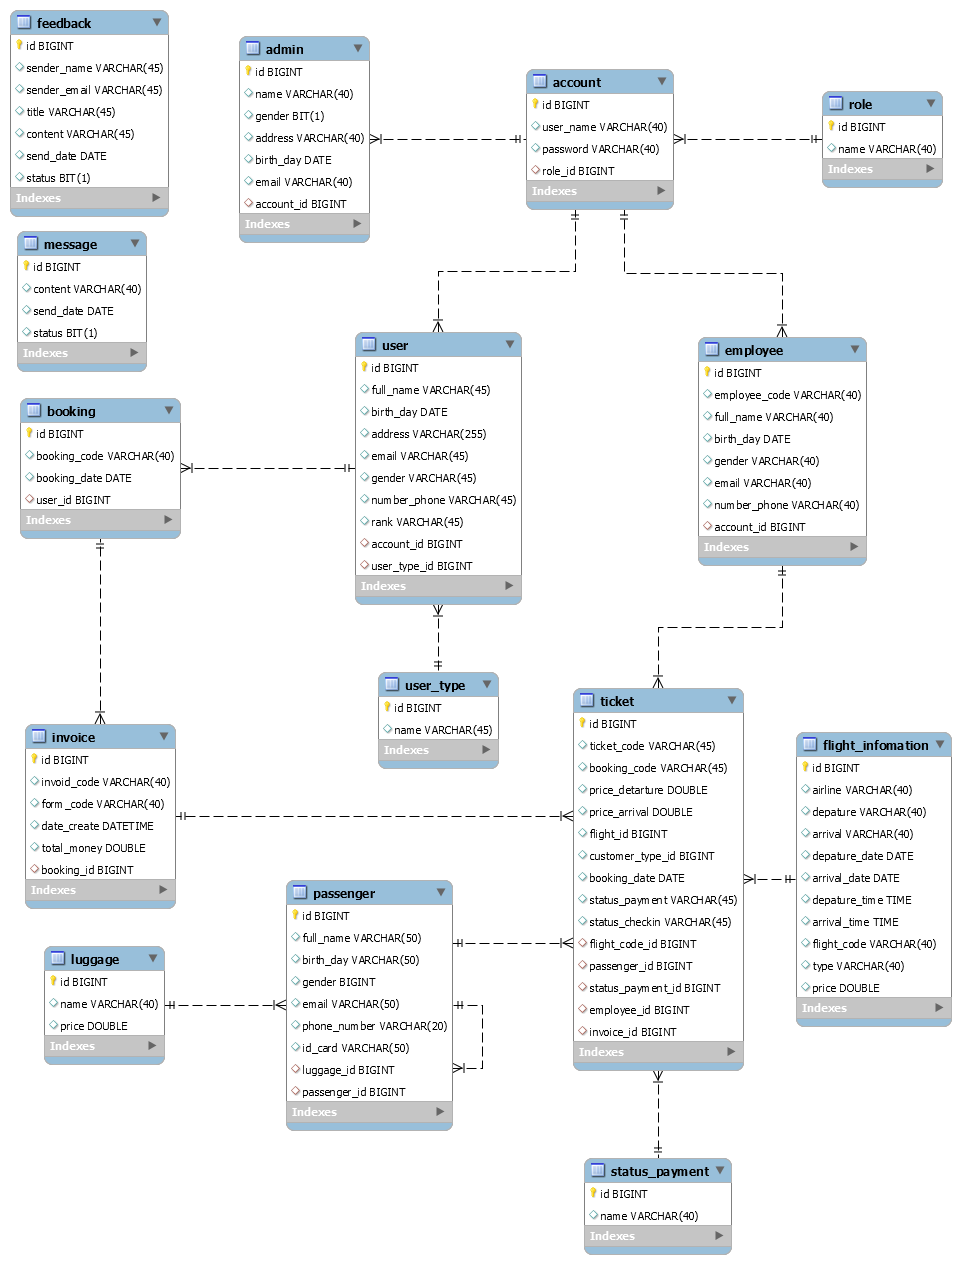 feedback
id BIGINT
sender_name VARCHAR(45)
sender_email VARCHAR(45)
title VARCHAR(45)
content VARCHAR(45)
send_date DATE
status BIT(1)
Indexes
admin
id BIGINT
name VARCHAR(40)
gender BIT(1)
address VARCHAR(40)
birth_day DATE
email VARCHAR(40)
account_id BIGINT
Indexes
account
id BIGINT
user_name VARCHAR(40)
password VARCHAR(40)
role_id BIGINT
Indexes
role
id BIGINT
name VARCHAR(40)
Indexes
message
id BIGINT
content VARCHAR(40)
send_date DATE
status BIT(1)
Indexes
user
id BIGINT
full_name VARCHAR(45)
birth_day DATE
address VARCHAR(255)
email VARCHAR(45)
gender VARCHAR(45)
number_phone VARCHAR(45)
rank VARCHAR(45)
account_id BIGINT
user_type_id BIGINT
Indexes
employee
id BIGINT
employee_code VARCHAR(40)
full_name VARCHAR(40)
birth_day DATE
gender VARCHAR(40)
email VARCHAR(40)
number_phone VARCHAR(40)
account_id BIGINT
Indexes
booking
id BIGINT
booking_code VARCHAR(40)
booking_date DATE
user_id BIGINT
Indexes
user_type
id BIGINT
name VARCHAR(45)
Indexes
invoice
id BIGINT
invoid_code VARCHAR(40)
form_code VARCHAR(40)
date_create DATETIME
total_money DOUBLE
booking_id BIGINT
Indexes
ticket
id BIGINT
ticket_code VARCHAR(45)
booking_code VARCHAR(45)
price_detarture DOUBLE
price_arrival DOUBLE
flight_id BIGINT
customer_type_id BIGINT
booking_date DATE
status_payment VARCHAR(45)
status_checkin VARCHAR(45)
flight_code_id BIGINT
passenger_id BIGINT
status_payment_id BIGINT
employee_id BIGINT
invoice_id BIGINT
Indexes
flight_infomation
id BIGINT
airline VARCHAR(40)
depature VARCHAR(40)
arrival VARCHAR(40)
depature_date DATE
arrival_date DATE
depature_time TIME
arrival_time TIME
flight_code VARCHAR(40)
type VARCHAR(40)
price DOUBLE
Indexes
passenger
id BIGINT
full_name VARCHAR(50)
birth_day VARCHAR(50)
gender BIGINT
email VARCHAR(50)
phone_number VARCHAR(20)
id_card VARCHAR(50)
luggage_id BIGINT
passenger_id BIGINT
Indexes
luggage
id BIGINT
name VARCHAR(40)
price DOUBLE
Indexes
status_payment
id BIGINT
name VARCHAR(40)
Indexes